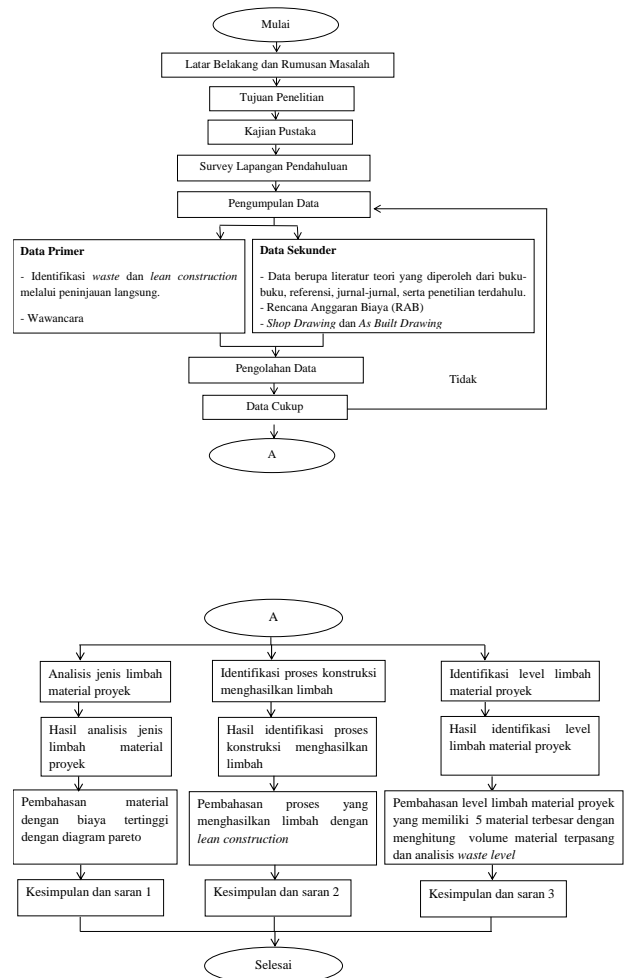 Mulai
Latar Belakang dan Rumusan Masalah
Tujuan Penelitian
Kajian Pustaka
Survey Lapangan Pendahuluan
Pengumpulan Data
Data Primer
- Identifikasi waste dan lean construction
melalui peninjauan langsung.
- Wawancara
Data Sekunder
- Data berupa literatur teori yang diperoleh dari buku-
buku, referensi, jurnal-jurnal, serta penetilian terdahulu.
- Rencana Anggaran Biaya (RAB)
- Shop Drawing dan As Built Drawing
Pengolahan Data
Tidak
Data Cukup
A
A
Analisis jenis limbah
material proyek
Identifikasi proses konstruksi
menghasilkan limbah
Identifikasi level limbah
material proyek
Hasil analisis jenis
limbah material
proyek
Hasil identifikasi proses
konstruksi menghasilkan
limbah
Hasil identifikasi level
limbah material proyek
Pembahasan material
dengan biaya tertinggi
dengan diagram pareto
Pembahasan proses yang
menghasilkan limbah dengan
lean construction
Pembahasan level limbah material proyek
yang memiliki 5 material terbesar dengan
menghitung volume material terpasang
dan analisis waste level
Kesimpulan dan saran 1
Kesimpulan dan saran 2
Kesimpulan dan saran 3
Selesai